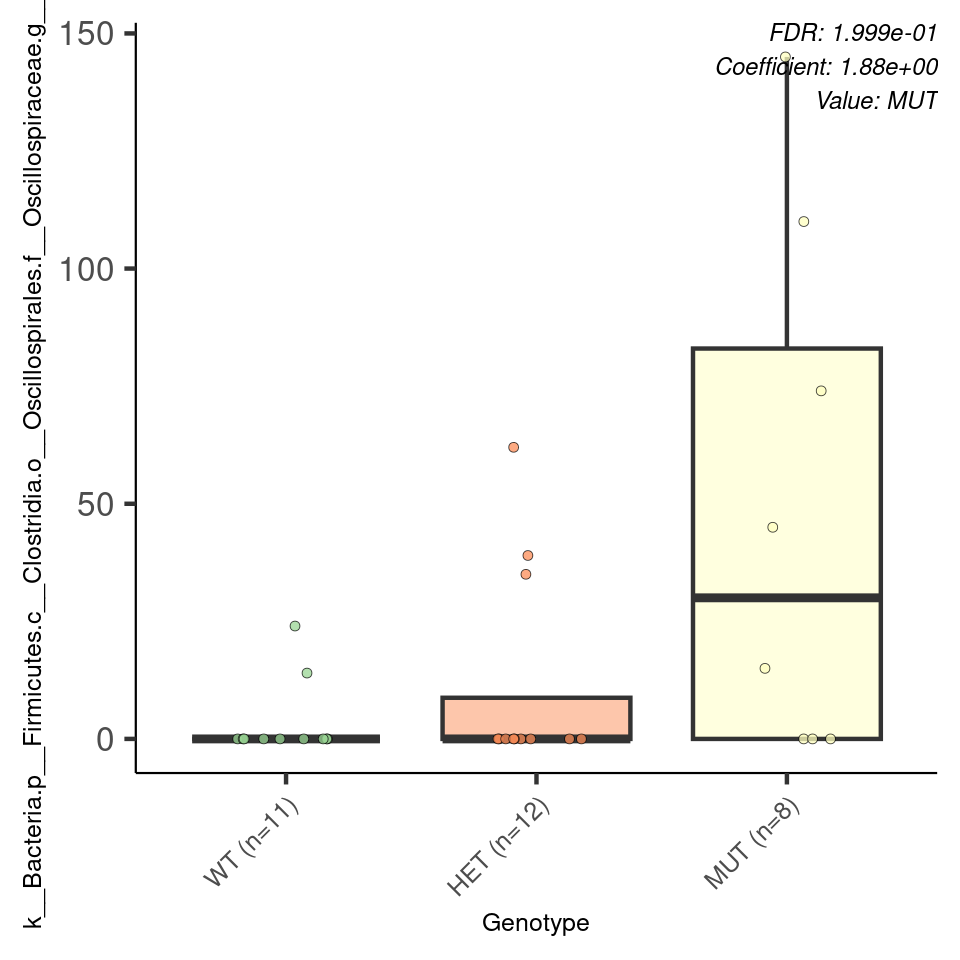 k__Bacteria.p__Firmicutes.c__Clostridia.o__Oscillospirales.f__Oscillospiraceae.g__
150
100
50
0
FDR: 1.999e-01
Coefficient: 1.88e+00
Value: MUT
WT (n=11)
HET (n=12)
MUT (n=8)
Genotype